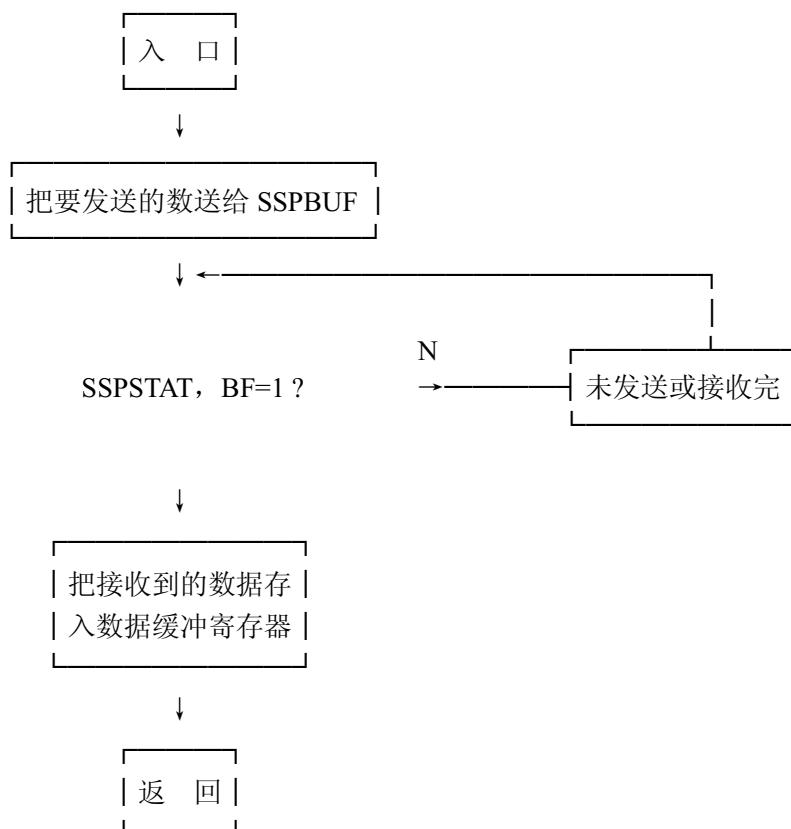 入 口
把要发送的数送给 SSPBUF
N
SSPSTAT，BF=1？
未发送或接收完
把接收到的数据存
入数据缓冲寄存器
返 回